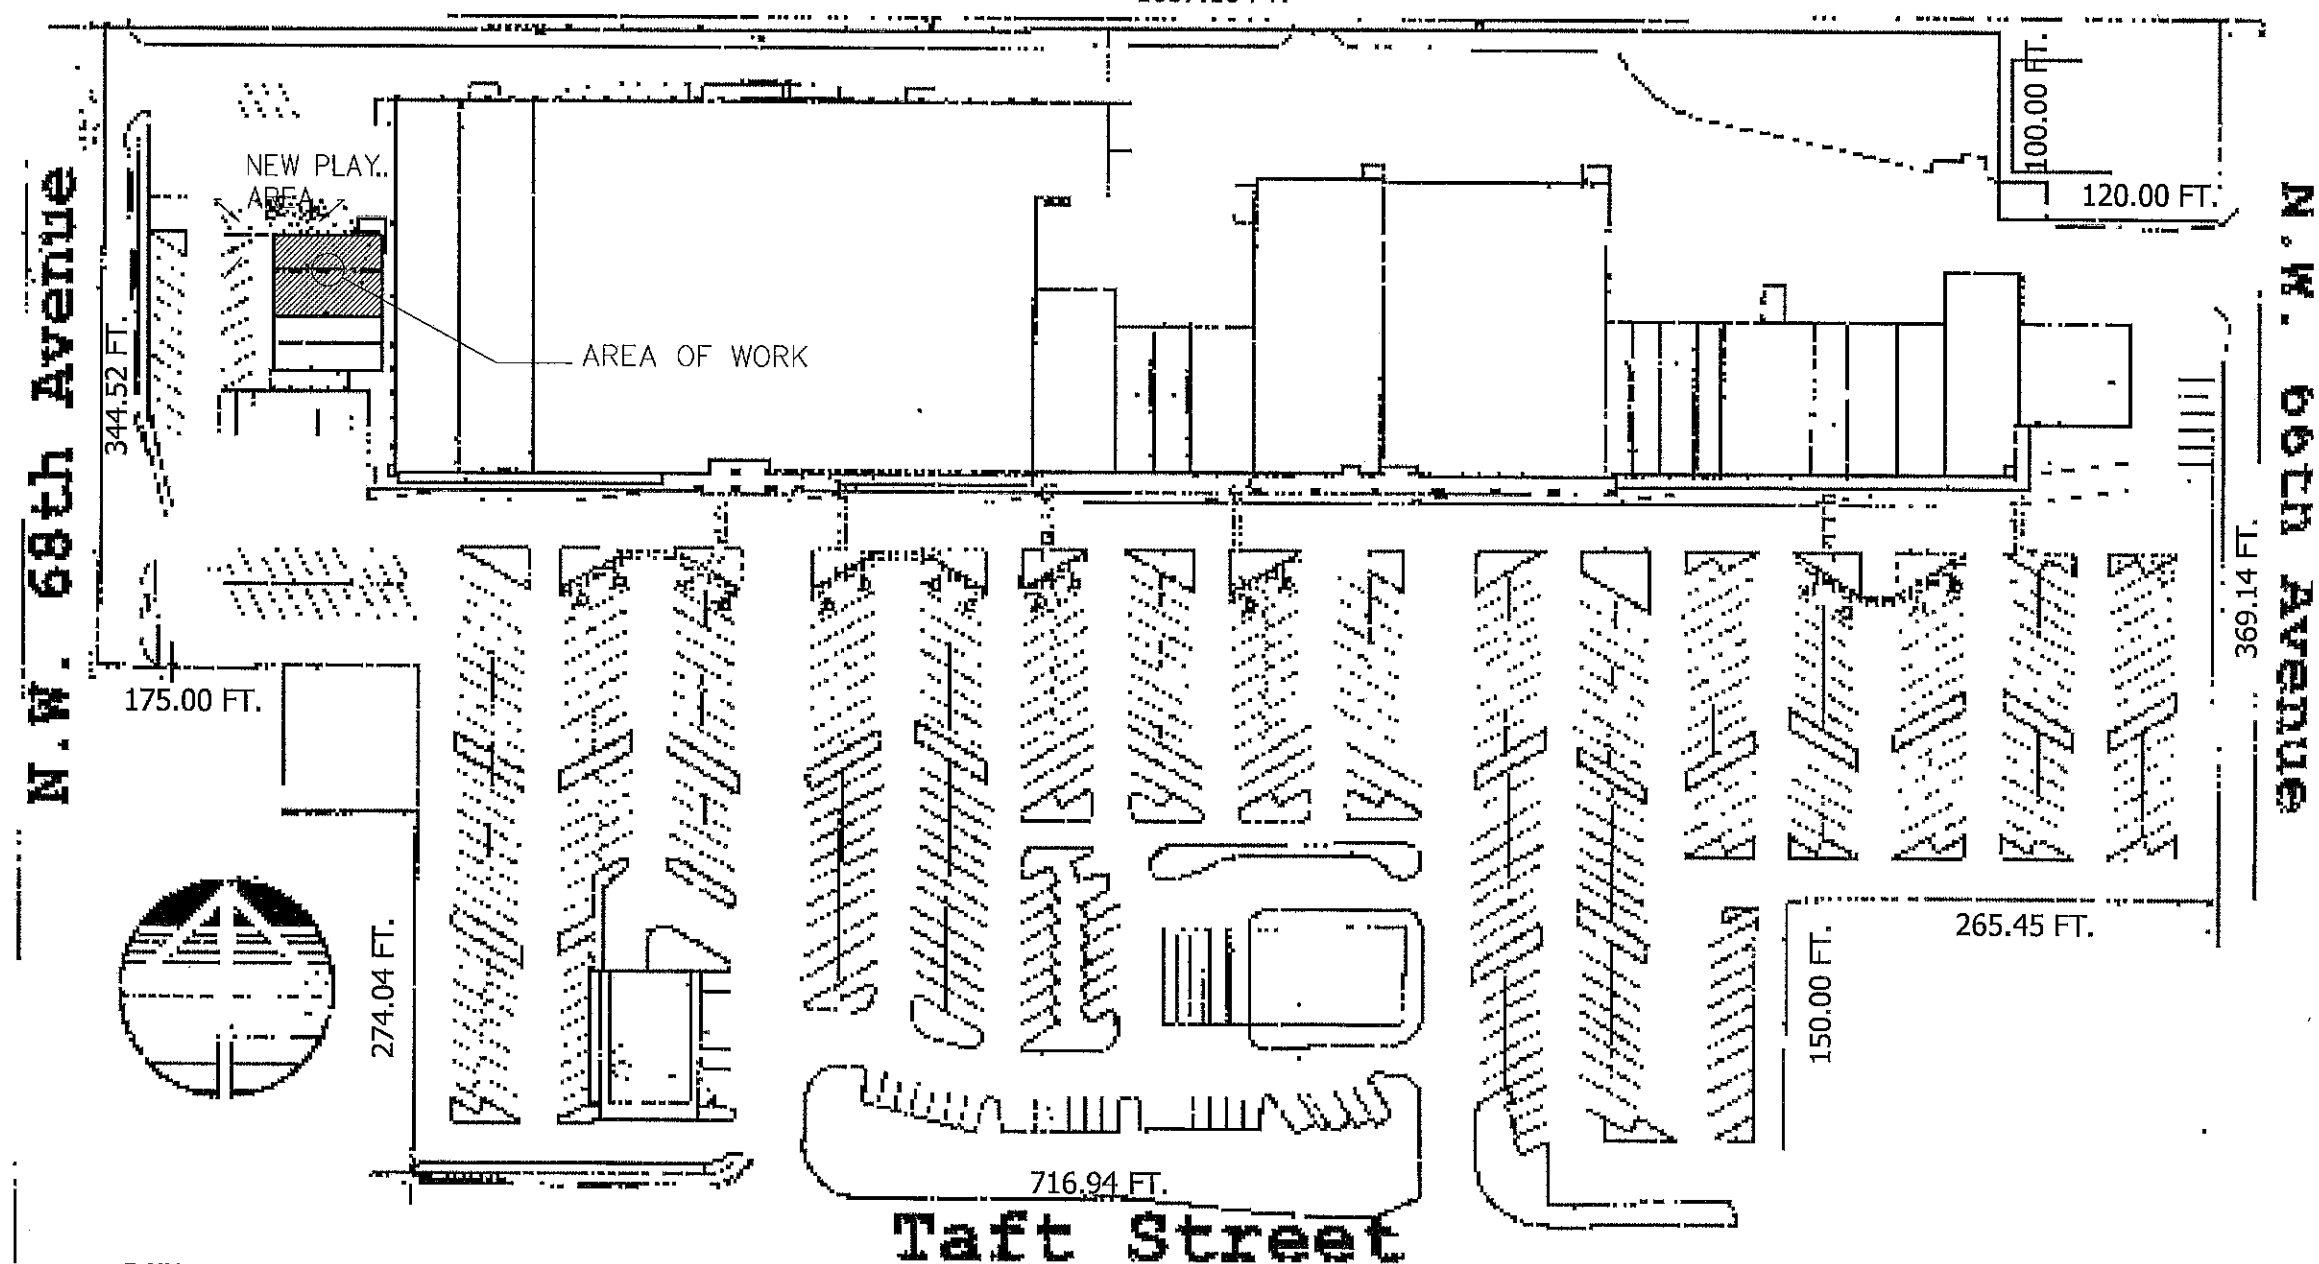 NEW PLAY
AREA
AREA OF WORK
100.00 FT.
120.00 FT.
N.W. 68th Avenue
344.52 FT.
N.W. 66th Avenue
369.14 FT.
175.00 FT.
274.04 FT.
265.45 FT.
150.00 FT.
716.94 FT.
Taft Street